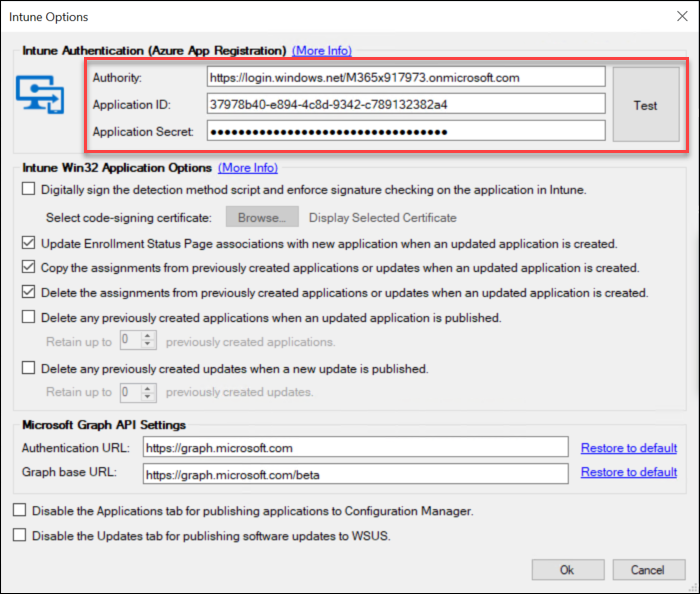 Intune Options
Intune Authentication (Azure App Registration) (More Info)
Authority: https://login.windows.net/M365x917973.onmicrosoft.com
Application ID: 37978b40-e894-4c8d-9342-c789132382a4
Test
Application Secret: ●●●●●●●●●●●●●●●●●●●●●●●●●●●●●●●●●●
Intune Win32 Application Options (More Info)
Digitally sign the detection method script and enforce signature checking on the application in Intune.
Select code-signing certificate: Browse... Display Selected Certificate
Update Enrollment Status Page associations with new application when an updated application is created.
Copy the assignments from previously created applications or updates when an updated application is created.
Delete the assignments from previously created applications or updates when an updated application is created.
Delete any previously created applications when an updated application is published.
Retain up to 0 previously created applications.
Delete any previously created updates when a new update is published.
Retain up to 0 previously created updates.
Microsoft Graph API Settings
Authentication URL: https://graph.microsoft.com Restore to default
Graph base URL: https://graph.microsoft.com/beta Restore to default
Disable the Applications tab for publishing applications to Configuration Manager.
Disable the Updates tab for publishing software updates to WSUS.
Ok Cancel